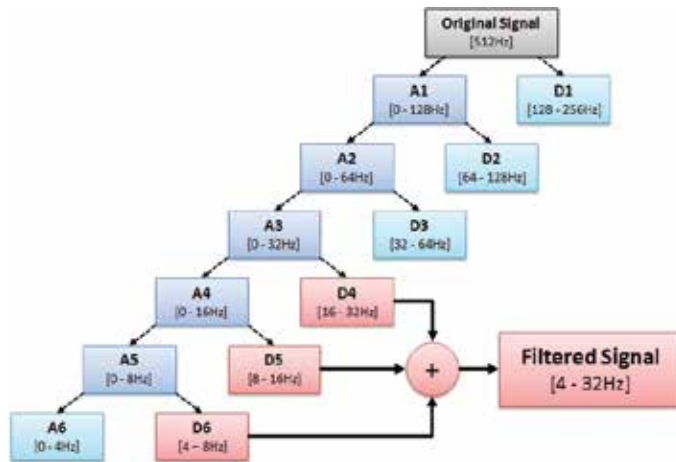 Original Signal
[512Hz]
A1
[0 - 128Hz]
D1
[128 - 256Hz]
A2
[0 - 64Hz]
D2
[64 - 128Hz]
A3
[0 - 32Hz]
D3
[32 - 64Hz]
A4
[0 - 16Hz]
D4
[16 - 32Hz]
A5
[0 - 8Hz]
D5
[8 - 16Hz]
+
Filtered Signal
[4 - 32Hz]
A6
[0 - 4Hz]
D6
[4 – 8Hz]